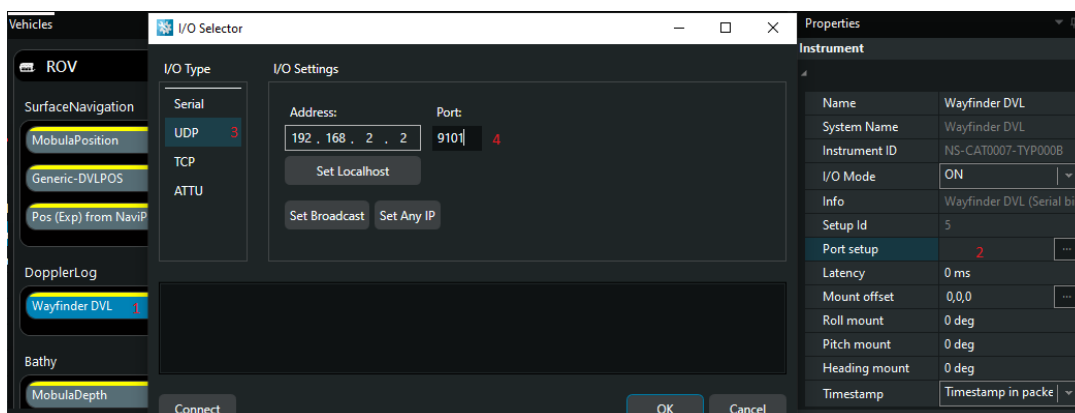 Vehicles
ROV
SurfaceNavigation
MobulaPosition
Generic-DVLPOS
Pos (Exp) from NaviP
DopplerLog
Wayfinder DVL 1
Bathy
MobulaDepth
I/O Selector
I/O Type
Serial
UDP 3
TCP
ATTU
I/O Settings
Address: Port:
192 . 168 . 2 . 2 9101 4
Set Localhost
Set Broadcast Set Any IP
Connect OK Cancel
Properties
Instrument
Name Wayfinder DVL
System Name Wayfinder DVL
Instrument ID NS-CAT0007-TYP000B
I/O Mode ON
Info Wayfinder DVL (Serial bi
Setup Id 5
Port setup 2 ...
Latency 0 ms
Mount offset 0,0,0 ...
Roll mount 0 deg
Pitch mount 0 deg
Heading mount 0 deg
Timestamp Timestamp in packe